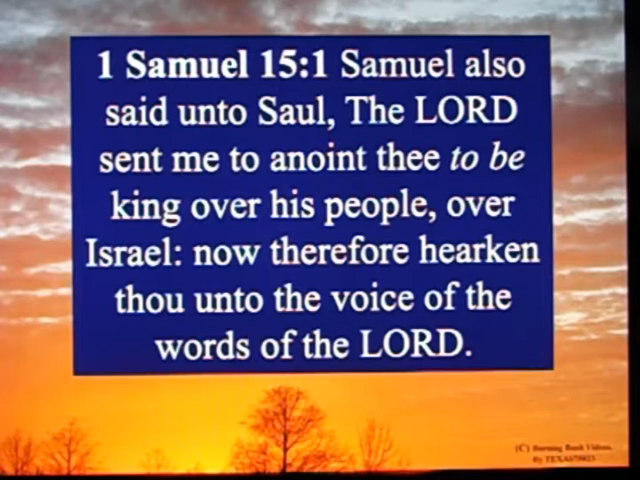 1 Samuel 15:1 Samuel also
said unto Saul, The LORD
sent me to anoint thee to be
king over his people, over
Israel: now therefore hearken
thou unto the voice of the
words of the LORD.
(C) Burning Bush Videos.